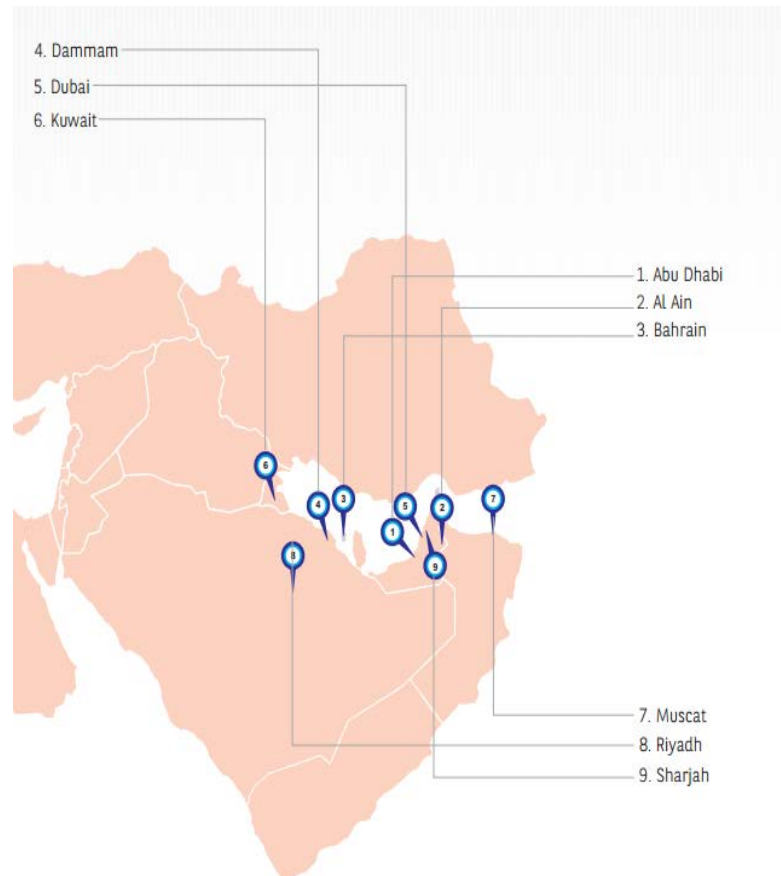 4. Dammam
5. Dubai
6. Kuwait
1. Abu Dhabi
2. Al Ain
3. Bahrain
6
4
3
5
2
7
1
8
9
7. Muscat
8. Riyadh
9. Sharjah